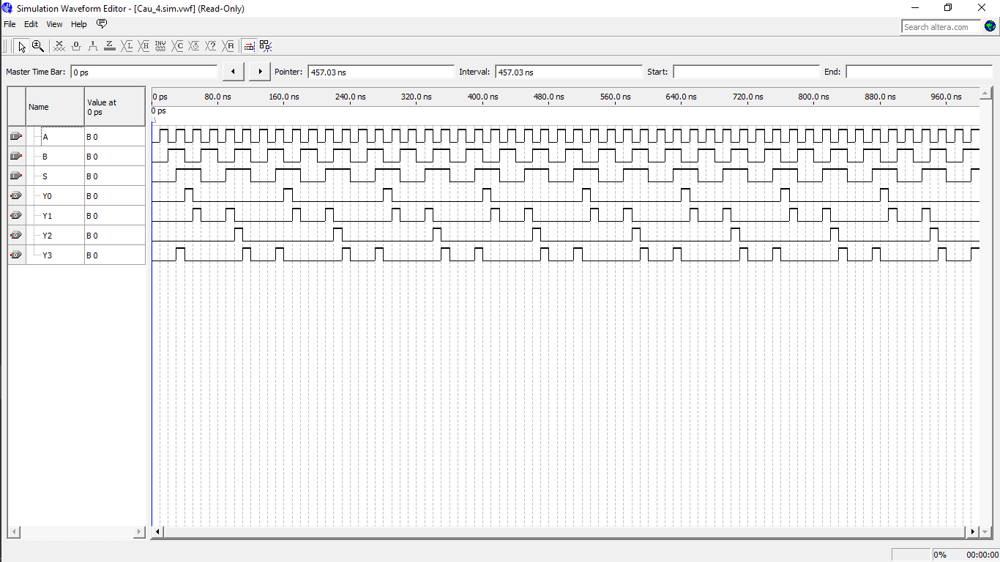 Simulation Waveform Editor - [Cau_4.sim.vwf] (Read-Only)
File Edit View Help
Search altera.com
Master Time Bar: 0 ps Pointer: 457.03 ns Interval: 457.03 ns Start: End:
Name Value at 0 ps
0 ps 80.0 ns 160.0 ns 240.0 ns 320.0 ns 400.0 ns 480.0 ns 560.0 ns 640.0 ns 720.0 ns 800.0 ns 880.0 ns 960.0 ns
0 ps
A B 0
B B 0
S B 0
Y0 B 0
Y1 B 0
Y2 B 0
Y3 B 0
0% 00:00:00